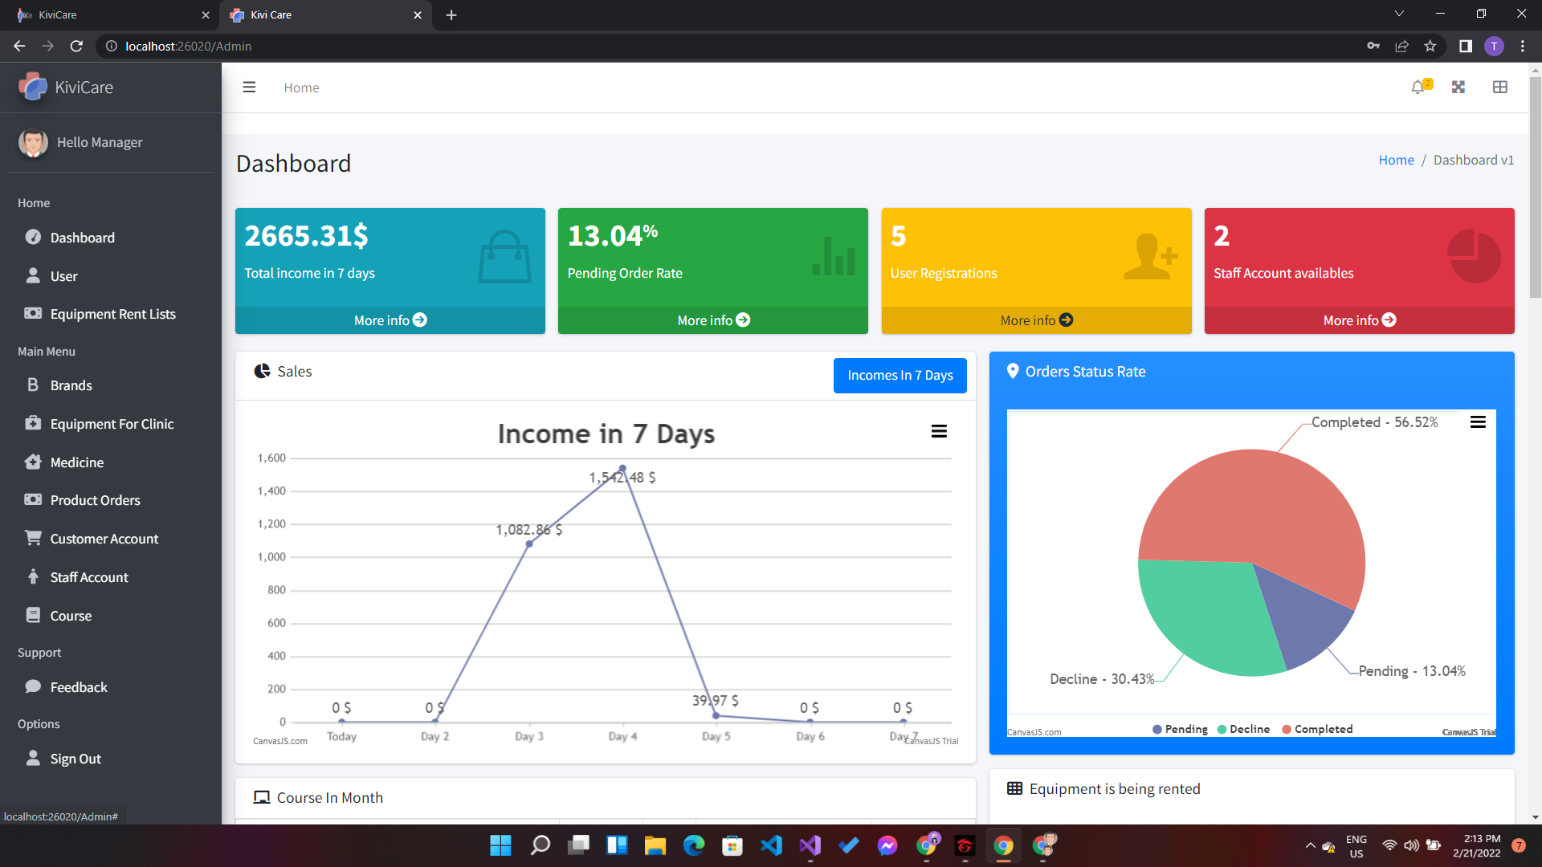 KiviCare
Kivi Care
localhost:26020/Admin
T
KiviCare
Home
2
Hello Manager
Dashboard
Home / Dashboard v1
Home
Dashboard
User
Equipment Rent Lists
Main Menu
Brands
Equipment For Clinic
Medicine
Product Orders
Customer Account
Staff Account
Course
Support
Feedback
Options
Sign Out
localhost:26020/Admin#
2665.31$
Total income in 7 days
More info
13.04%
Pending Order Rate
More info
5
User Registrations
More info
2
Staff Account availables
More info
Sales
Incomes In 7 Days
Income in 7 Days
1,600
1,400
1,200
1,000
800
600
400
200
0
0 $
0 $
1,082.86 $
1,542.48 $
39.97 $
0 $
0 $
Today
Day 2
Day 3
Day 4
Day 5
Day 6
Day 7
CanvasJS.com
CanvasJS Trial
Orders Status Rate
Completed - 56.52%
Decline - 30.43%
Pending - 13.04%
Pending
Decline
Completed
CanvasJS.com
CanvasJS Trial
Course In Month
Equipment is being rented
ENG
US
2:13 PM
2/21/2022
7